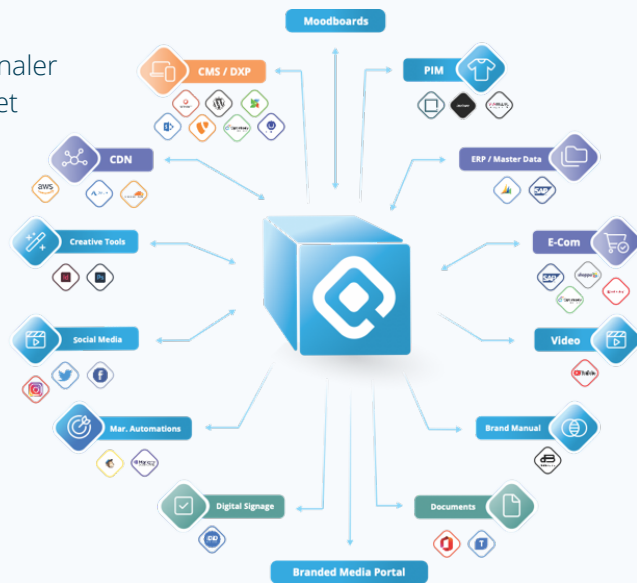 Moodboards
naler
et
CMS / DXP
PIM
CDN
aws
ERP / Master Data
SAP
Creative Tools
E-Com
SAP
Social Media
Video
YouTube
Mar. Automations
Brand Manual
Digital Signage
Documents
Branded Media Portal